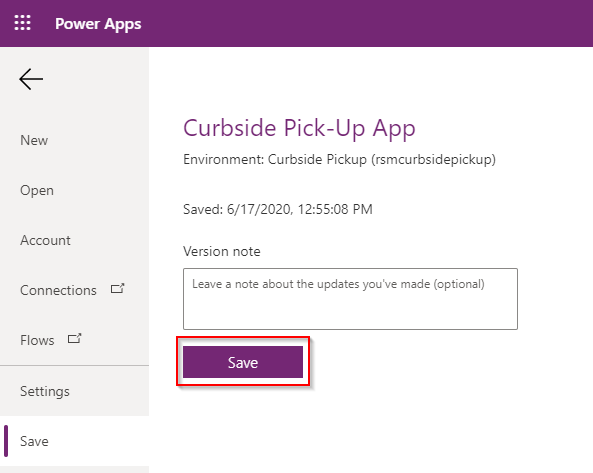 Power Apps
New
Open
Account
Connections
Flows
Settings
Save
Curbside Pick-Up App
Environment: Curbside Pickup (rsmcurbsidepickup)
Saved: 6/17/2020, 12:55:08 PM
Version note
Leave a note about the updates you've made (optional)
Save